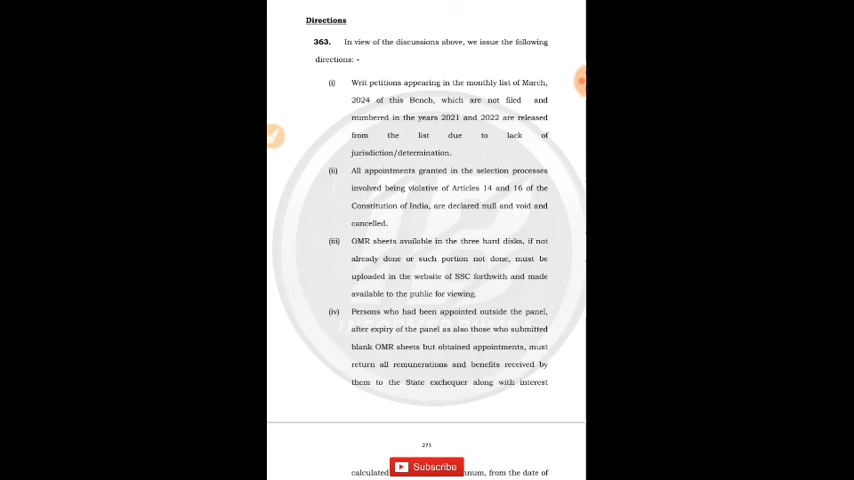 Directions
363. In view of the discussions above, we issue the following
directions: -
(i) Writ petitions appearing in the monthly list of March,
2024 of this Bench, which are not filed and
numbered in the years 2021 and 2022 are released
from the list due to lack of
jurisdiction/determination.
(ii) All appointments granted in the selection processes
involved being violative of Articles 14 and 16 of the
Constitution of India, are declared null and void and
cancelled.
(iii) OMR sheets available in the three hard disks, if not
already done or such portion not done, must be
uploaded in the website of SSC forthwith and made
available to the public for viewing.
(iv) Persons who had been appointed outside the panel,
after expiry of the panel as also those who submitted
blank OMR sheets but obtained appointments, must
return all remunerations and benefits received by
them to the State exchequer along with interest
273
Subscribe
calculated num, from the date of